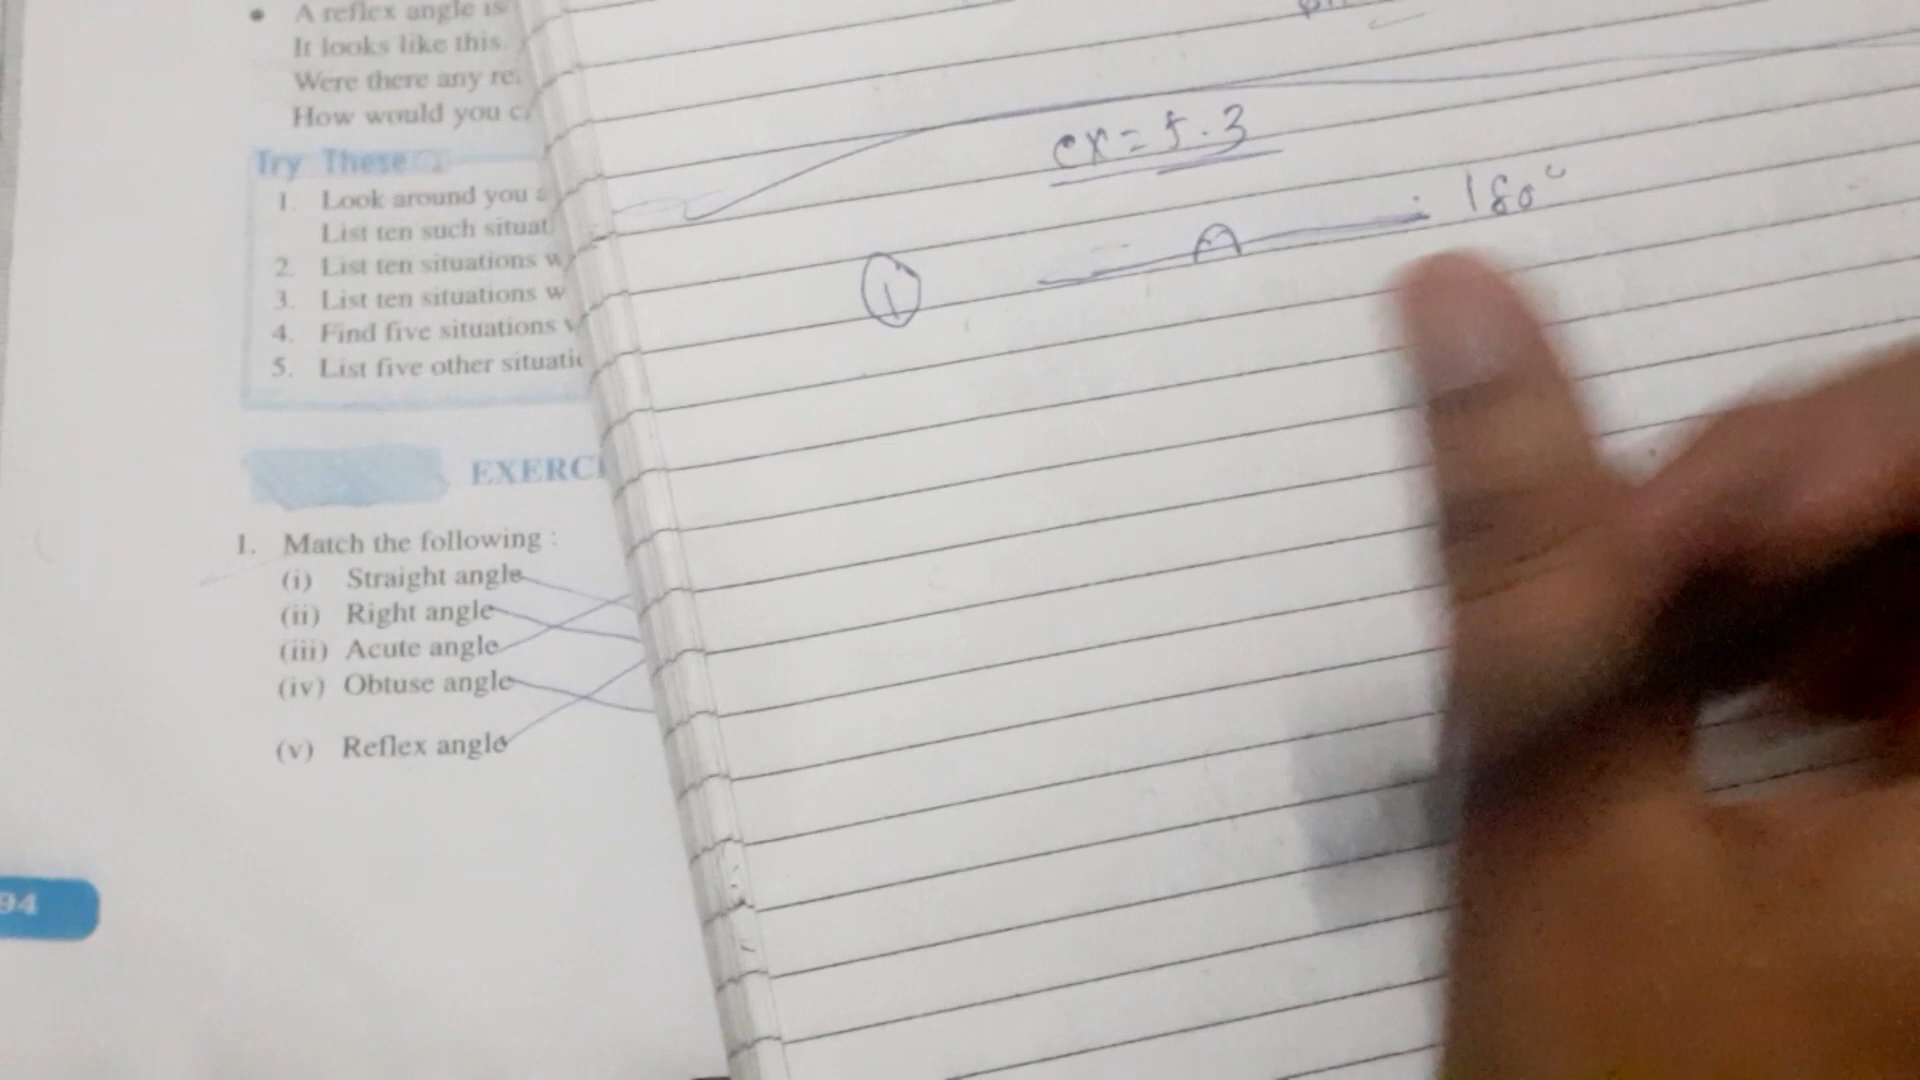 • A reflex angle is
It looks like this.
Were there any re
How would you c
Try These
1. Look around you a
List ten such situat
2. List ten situations w
3. List ten situations w
4. Find five situations
5. List five other situatio
EXERCI
1. Match the following :
(i) Straight angle
(ii) Right angle
(iii) Acute angle
(iv) Obtuse angle
(v) Reflex angle
94
ex = 5.3
1 180°